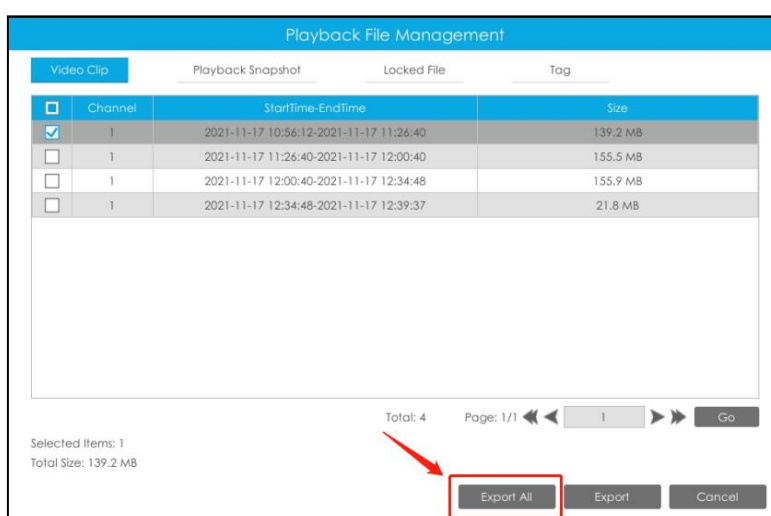 Playback File Management
Video Clip Playback Snapshot Locked File Tag
Channel StartTime-EndTime Size
1 2021-11-17 10:56:12-2021-11-17 11:26:40 139.2 MB
1 2021-11-17 11:26:40-2021-11-17 12:00:40 155.5 MB
1 2021-11-17 12:00:40-2021-11-17 12:34:48 155.9 MB
1 2021-11-17 12:34:48-2021-11-17 12:39:37 21.8 MB
Total: 4 Page: 1/1 1 Go
Selected Items: 1
Total Size: 139.2 MB
Export All Export Cancel